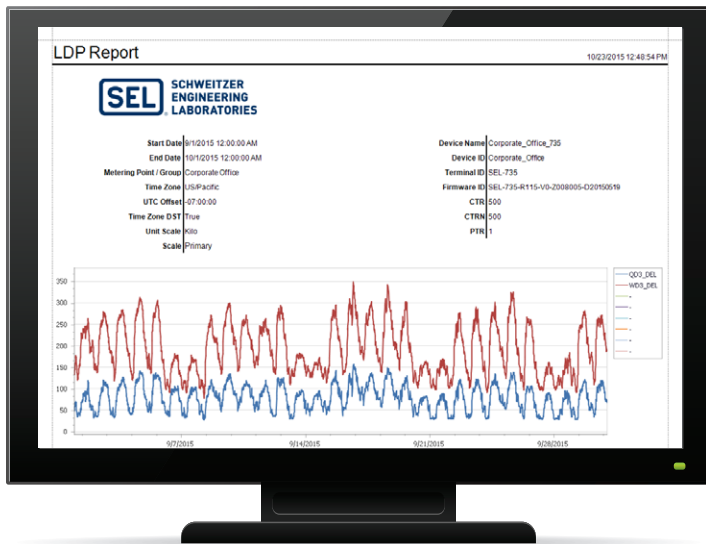 LDP Report
10/23/2015 12:48:54 PM
SEL
SCHWEITZER
ENGINEERING
LABORATORIES
Start Date 9/1/2015 12:00:00 AM
End Date 10/1/2015 12:00:00 AM
Metering Point / Group Corporate Office
Time Zone US/Pacific
UTC Offset -07:00:00
Time Zone DST True
Unit Scale Kilo
Scale Primary
Device Name Corporate_Office_735
Device ID Corporate_Office
Terminal ID SEL-735
Firmware ID SEL-735-R115-V0-Z008005-D20150519
CTR 500
CTRN 500
PTR 1
350
300
250
200
150
100
50
0
9/7/2015
9/14/2015
9/21/2015
9/28/2015
QD3_DEL
WD3_DEL
-
-
-
-
-
-